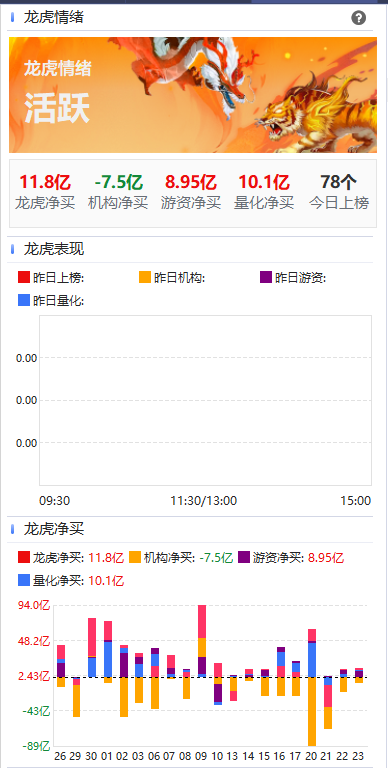 龙虎情绪
?
龙虎情绪
活跃
11.8亿 -7.5亿 8.95亿 10.1亿 78个
龙虎净买 机构净买 游资净买 量化净买 今日上榜
龙虎表现
昨日上榜: 昨日机构: 昨日游资:
昨日量化:
0.00
0.00
0.00
09:30 11:30/13:00 15:00
龙虎净买
龙虎净买: 11.8亿 机构净买: -7.5亿 游资净买: 8.95亿
量化净买: 10.1亿
94.0亿
48.2亿
2.43亿
-43亿
-89亿
26 29 30 01 02 03 06 07 08 09 10 13 14 15 16 17 20 21 22 23